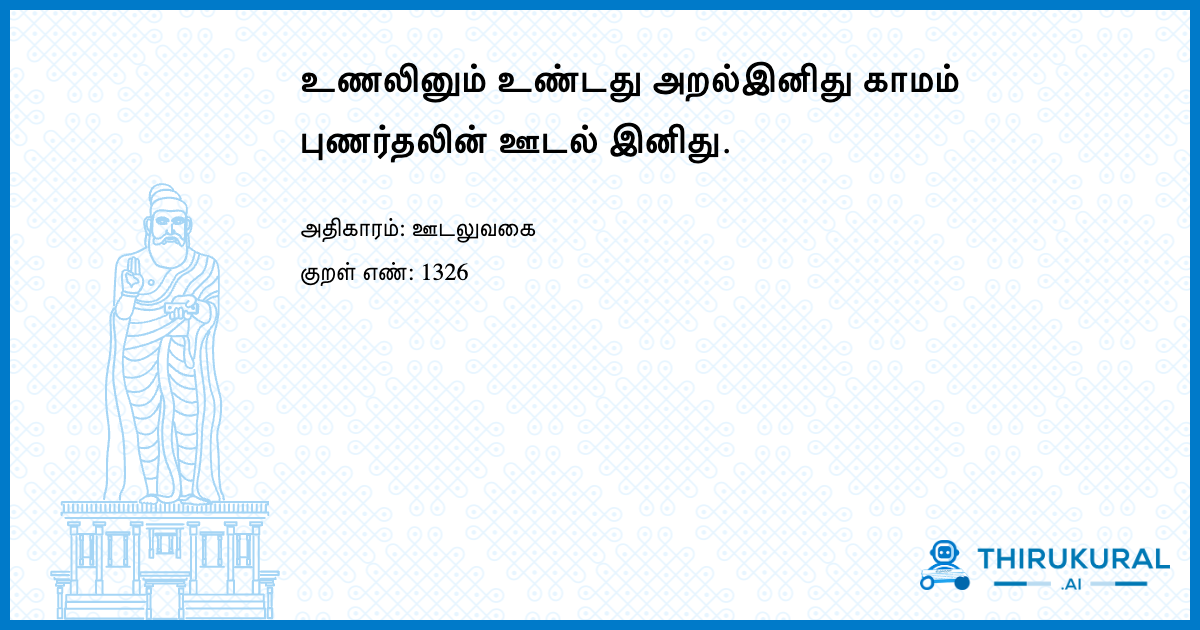 உணலினும் உண்டது அறல்இனிது காமம்
புணர்தலின் ஊடல் இனிது.
அதிகாரம்: ஊடலுவகை
குறள் எண்: 1326
THIRUKURAL
.AI